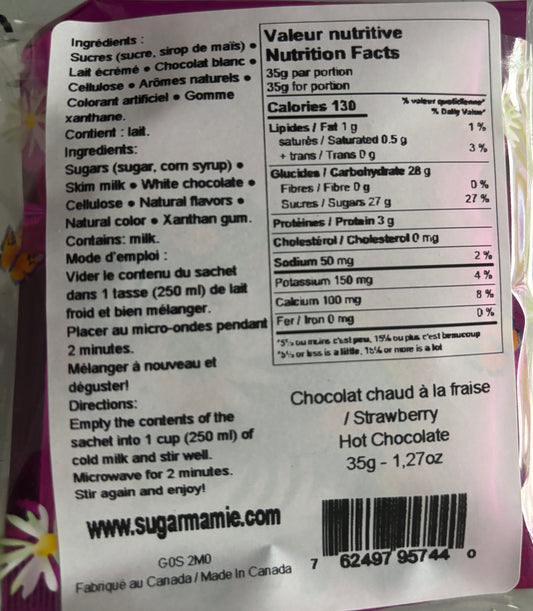 Ingrédients :
Sucres (sucre, sirop de maïs) •
Lait écrémé • Chocolat blanc •
Cellulose • Arômes naturels •
Colorant artificiel • Gomme
xanthane.
Contient : lait.
Ingredients:
Sugars (sugar, corn syrup) •
Skim milk • White chocolate •
Cellulose • Natural flavors •
Natural color • Xanthan gum.
Contains: milk.
Mode d'emploi :
Vider le contenu du sachet
dans 1 tasse (250 ml) de lait
froid et bien mélanger.
Placer au micro-ondes pendant
2 minutes.
Mélanger à nouveau et
déguster!
Directions:
Empty the contents of the
sachet into 1 cup (250 ml) of
cold milk and stir well.
Microwave for 2 minutes.
Stir again and enjoy!
www.sugarmamie.com
G0S 2M0
Fabriqué au Canada / Made In Canada
Valeur nutritive
Nutrition Facts
35g par portion
35g for portion
Calories 130
% valeur quotidienne*
% Daily Value*
Lipides / Fat 1 g 1 %
saturés / Saturated 0.5 g
+ trans / Trans 0 g 3 %
Glucides / Carbohydrate 28 g
Fibres / Fibre 0 g 0 %
Sucres / Sugars 27 g 27 %
Protéines / Protein 3 g
Cholestérol / Cholesterol 0 mg
Sodium 50 mg 2 %
Potassium 150 mg 4 %
Calcium 100 mg 8 %
Fer / Iron 0 mg 0 %
*5% ou moins c'est peu, 15% ou plus c'est beaucoup
*5% or less is a little, 15% or more is a lot
Chocolat chaud à la fraise
/ Strawberry
Hot Chocolate
35g - 1,27oz
7 62497 95744 0